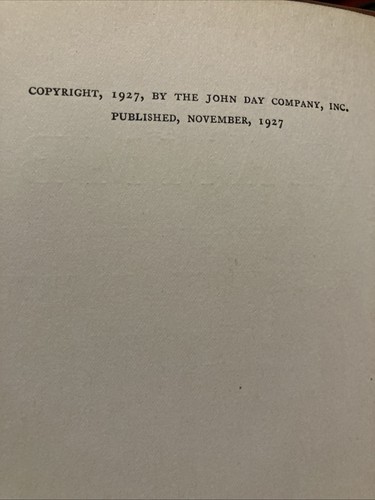 COPYRIGHT, 1927, BY THE JOHN DAY COMPANY, INC.
PUBLISHED, NOVEMBER, 1927